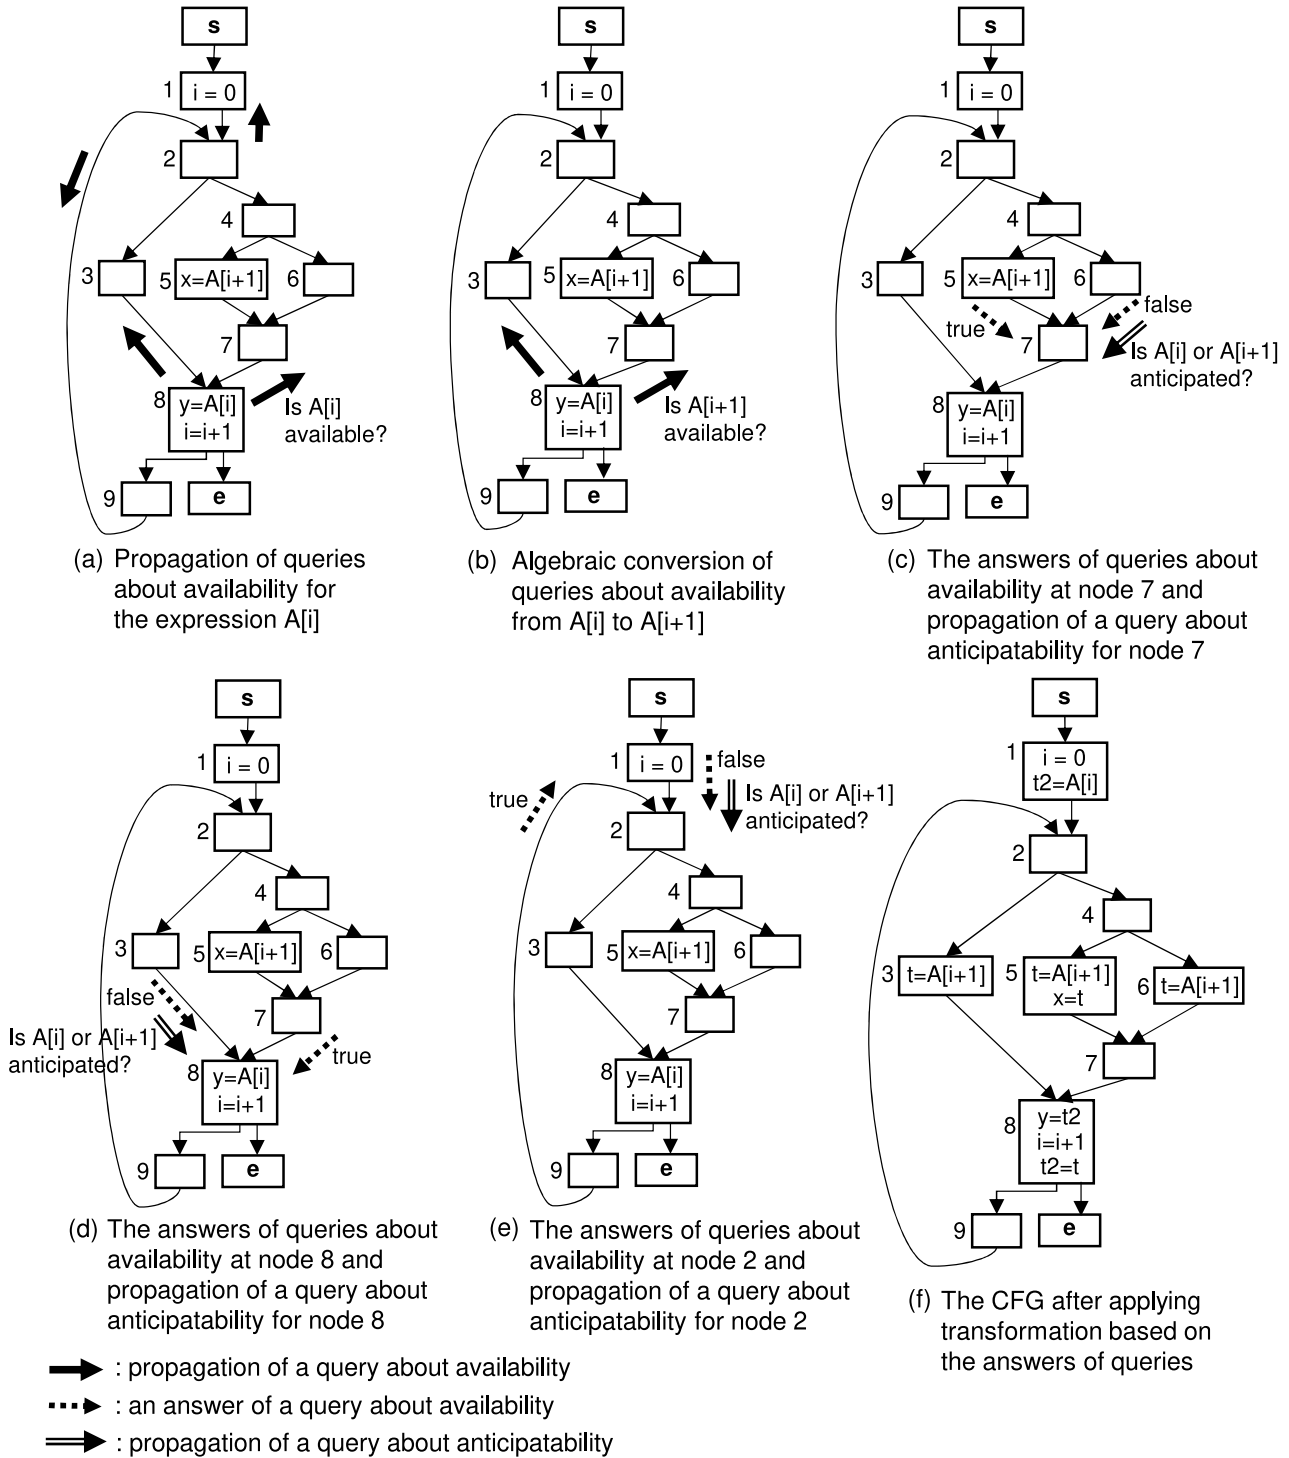 s
1
i = 0
2
4
3
5
x=A[i+1]
6
7
8
y=A[i]
i=i+1
Is A[i]
available?
9
e
(a) Propagation of queries
about availability for
the expression A[i]
s
1
i = 0
2
4
3
5
x=A[i+1]
6
7
8
y=A[i]
i=i+1
Is A[i+1]
available?
9
e
(b) Algebraic conversion of
queries about availability
from A[i] to A[i+1]
s
1
i = 0
2
4
3
5
x=A[i+1]
6
true
false
7
Is A[i] or A[i+1]
anticipated?
8
y=A[i]
i=i+1
9
e
(c) The answers of queries about
availability at node 7 and
propagation of a query about
anticipatability for node 7
s
1
i = 0
2
4
3
5
x=A[i+1]
6
false
7
Is A[i] or A[i+1]
anticipated?
true
8
y=A[i]
i=i+1
9
e
(d) The answers of queries about
availability at node 8 and
propagation of a query about
anticipatability for node 8
s
1
i = 0
false
true
Is A[i] or A[i+1]
anticipated?
2
4
3
5
x=A[i+1]
6
7
8
y=A[i]
i=i+1
9
e
(e) The answers of queries about
availability at node 2 and
propagation of a query about
anticipatability for node 2
s
1
i = 0
t2=A[i]
2
4
3
t=A[i+1]
5
t=A[i+1]
x=t
6
t=A[i+1]
7
8
y=t2
i=i+1
t2=t
9
e
(f) The CFG after applying
transformation based on
the answers of queries
: propagation of a query about availability
: an answer of a query about availability
: propagation of a query about anticipatability